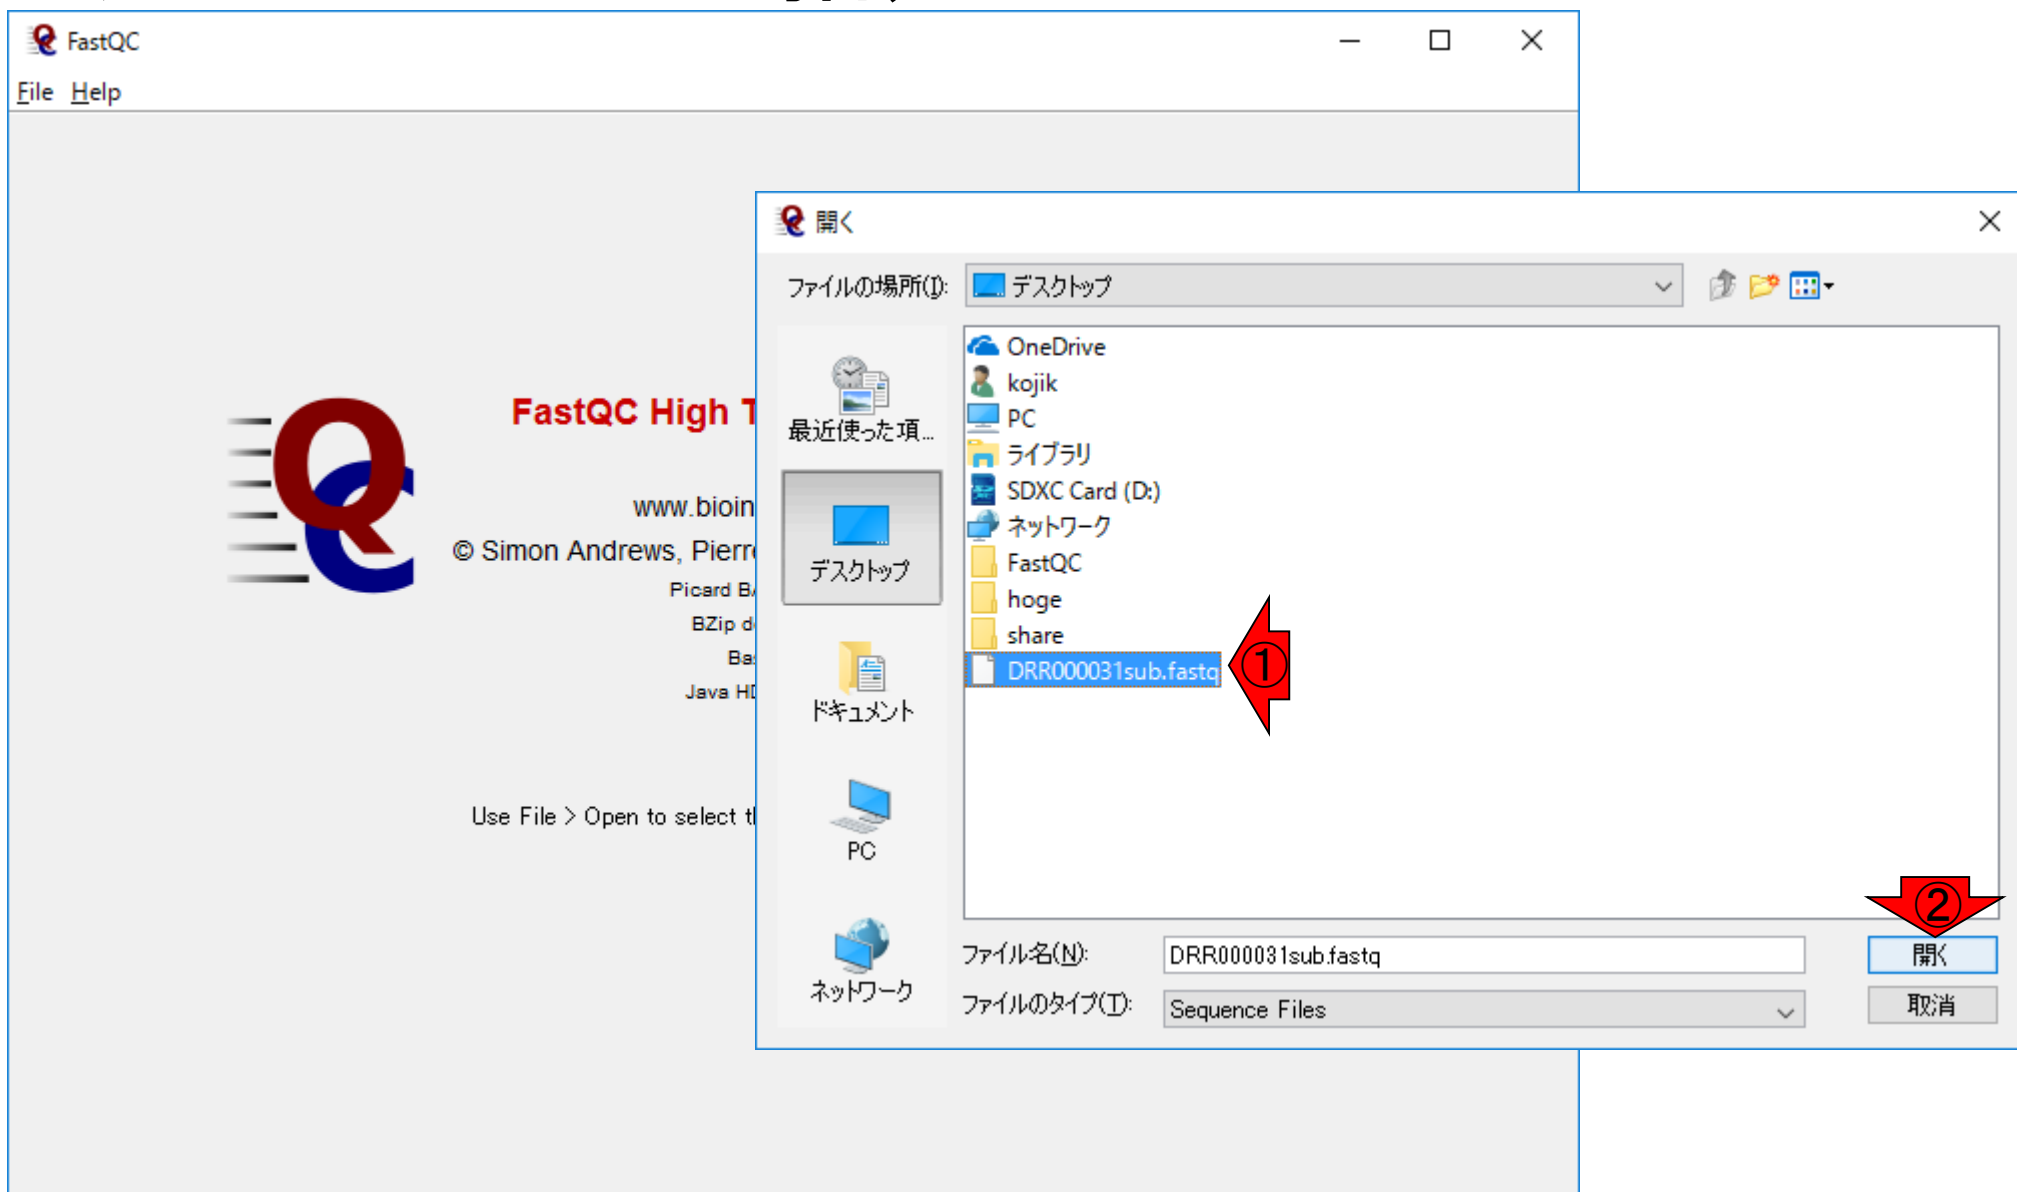 FastQC
File Help
FastQC High
www.bioin
© Simon Andrews, Pierr
Picard
BZip
Java
Use File > Open to select
開く
ファイルの場所(I):
デスクトップ
最近使った項...
デスクトップ
ドキュメント
PC
ネットワーク
OneDrive
kojik
PC
ライブラリ
SDXC Card (D:)
ネットワーク
FastQC
hoge
share
DRR000031sub.fastq
①
②
ファイル名(N):
DRR000031sub.fastq
開く
ファイルのタイプ(T):
Sequence Files
取消